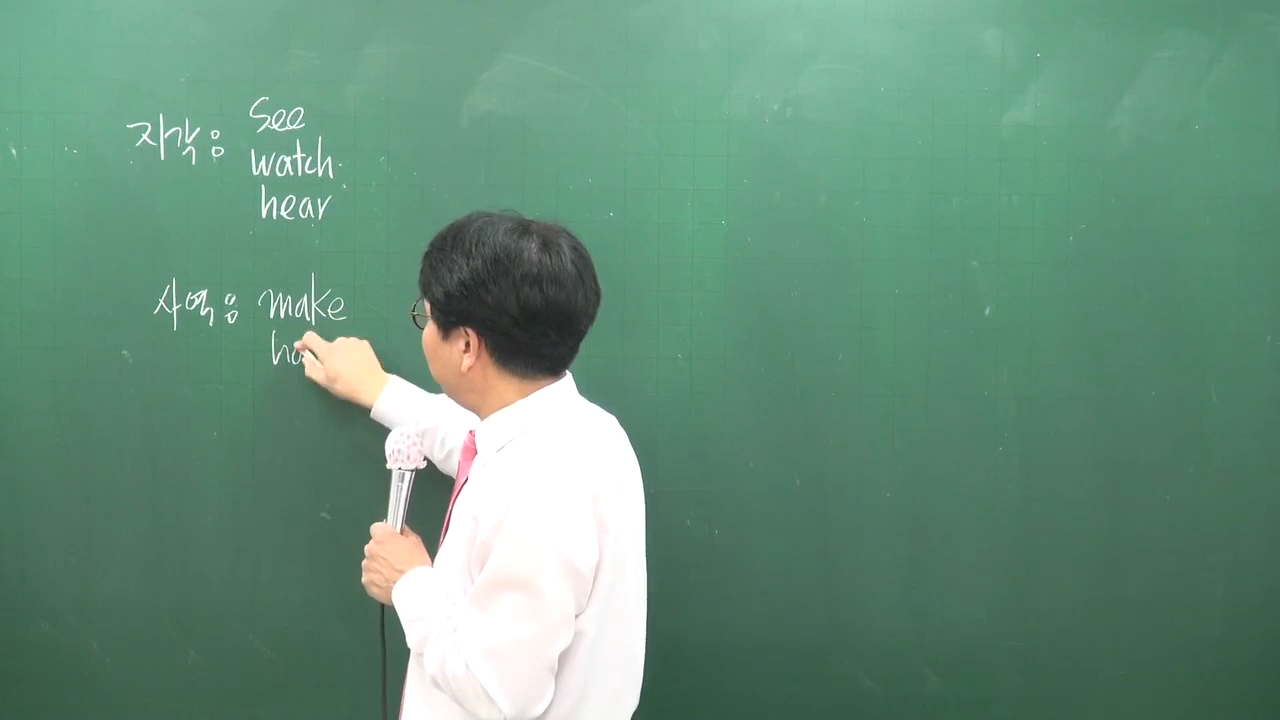 지각: see
watch
hear
사역: make
ha